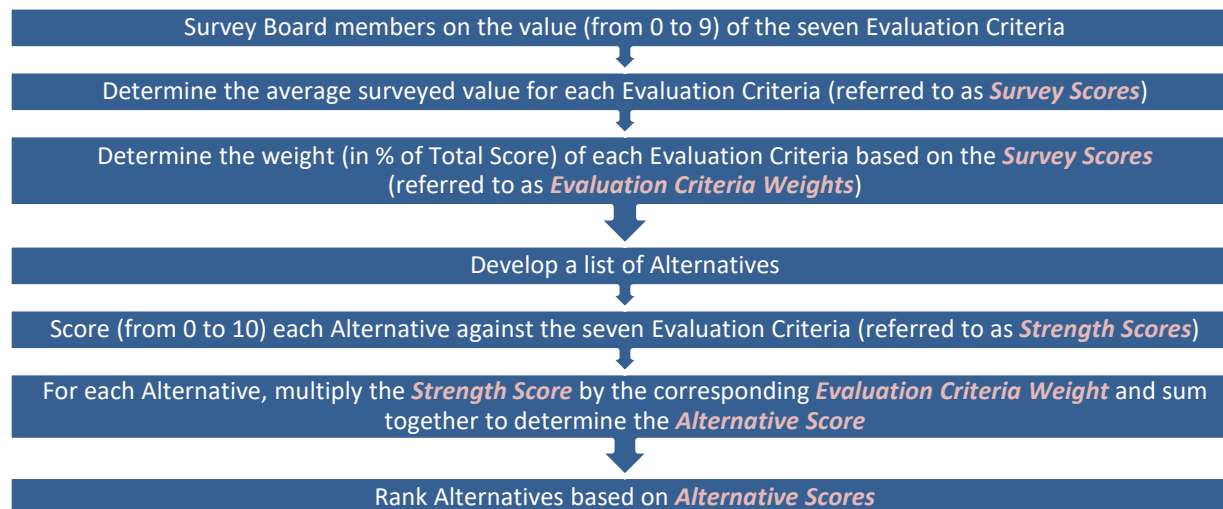 Survey Board members on the value (from 0 to 9) of the seven Evaluation Criteria
Determine the average surveyed value for each Evaluation Criteria (referred to as Survey Scores)
Determine the weight (in % of Total Score) of each Evaluation Criteria based on the Survey Scores
(referred to as Evaluation Criteria Weights)
Develop a list of Alternatives
Score (from 0 to 10) each Alternative against the seven Evaluation Criteria (referred to as Strength Scores)
For each Alternative, multiply the Strength Score by the corresponding Evaluation Criteria Weight and sum
together to determine the Alternative Score
Rank Alternatives based on Alternative Scores